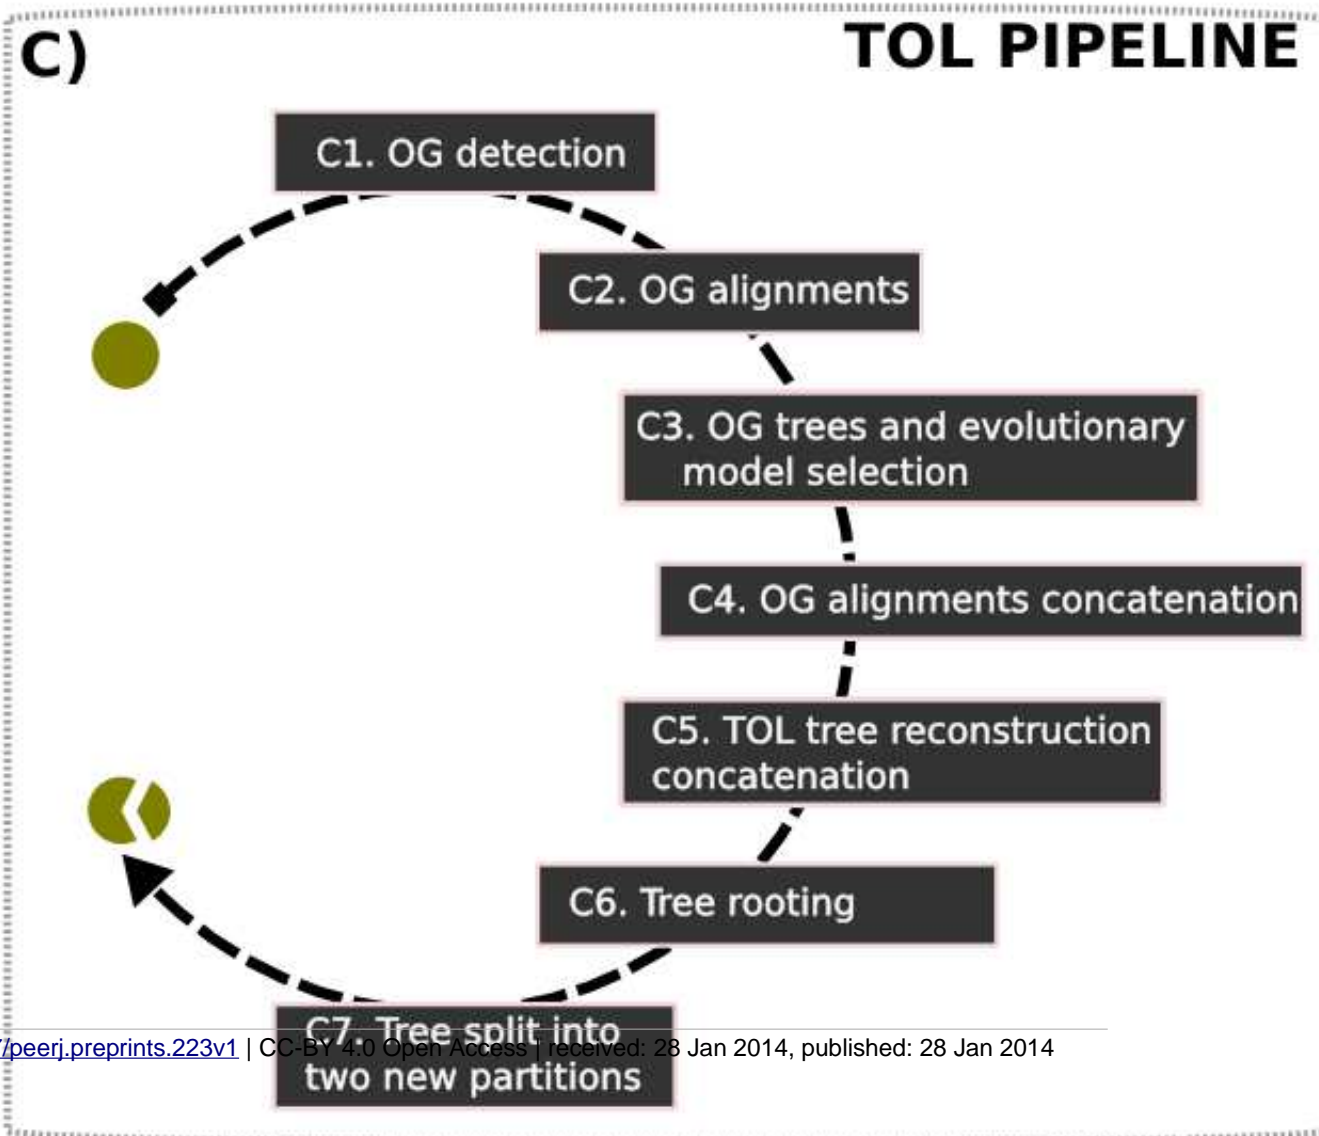 C)
TOL PIPELINE
C1. OG detection
C2. OG alignments
C3. OG trees and evolutionary
model selection
C4. OG alignments concatenation
C5. TOL tree reconstruction
concatenation
C6. Tree rooting
C7. Tree split into
/peerj.preprints.223v1 | CC-BY 4.0 Open Access | received: 28 Jan 2014, published: 28 Jan 2014
two new partitions